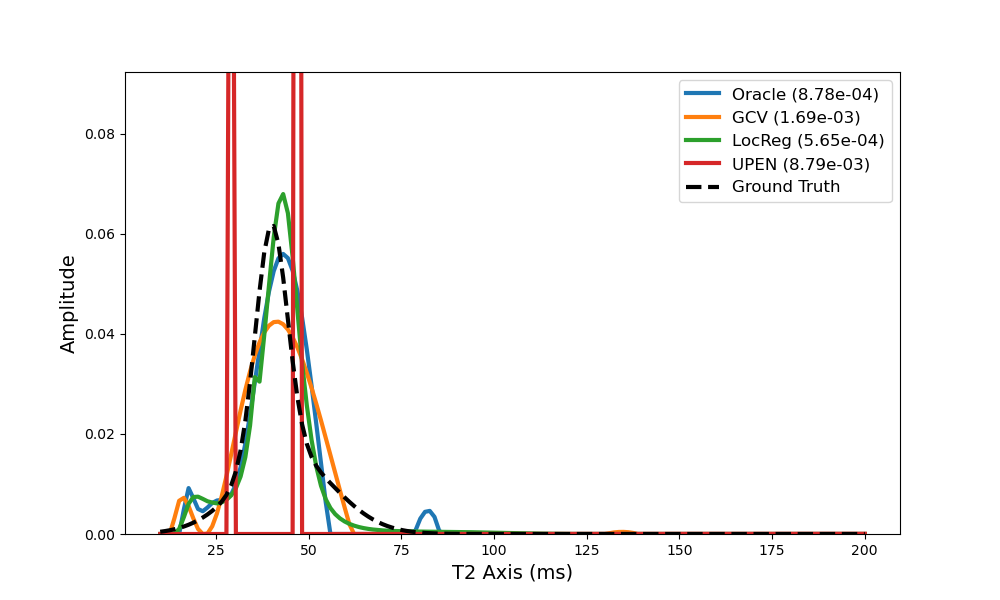 Oracle (8.78e-04)
GCV (1.69e-03)
LocReg (5.65e-04)
UPEN (8.79e-03)
Ground Truth
Amplitude
0.08
0.06
0.04
0.02
0.00
25 50 75 100 125 150 175 200
T2 Axis (ms)